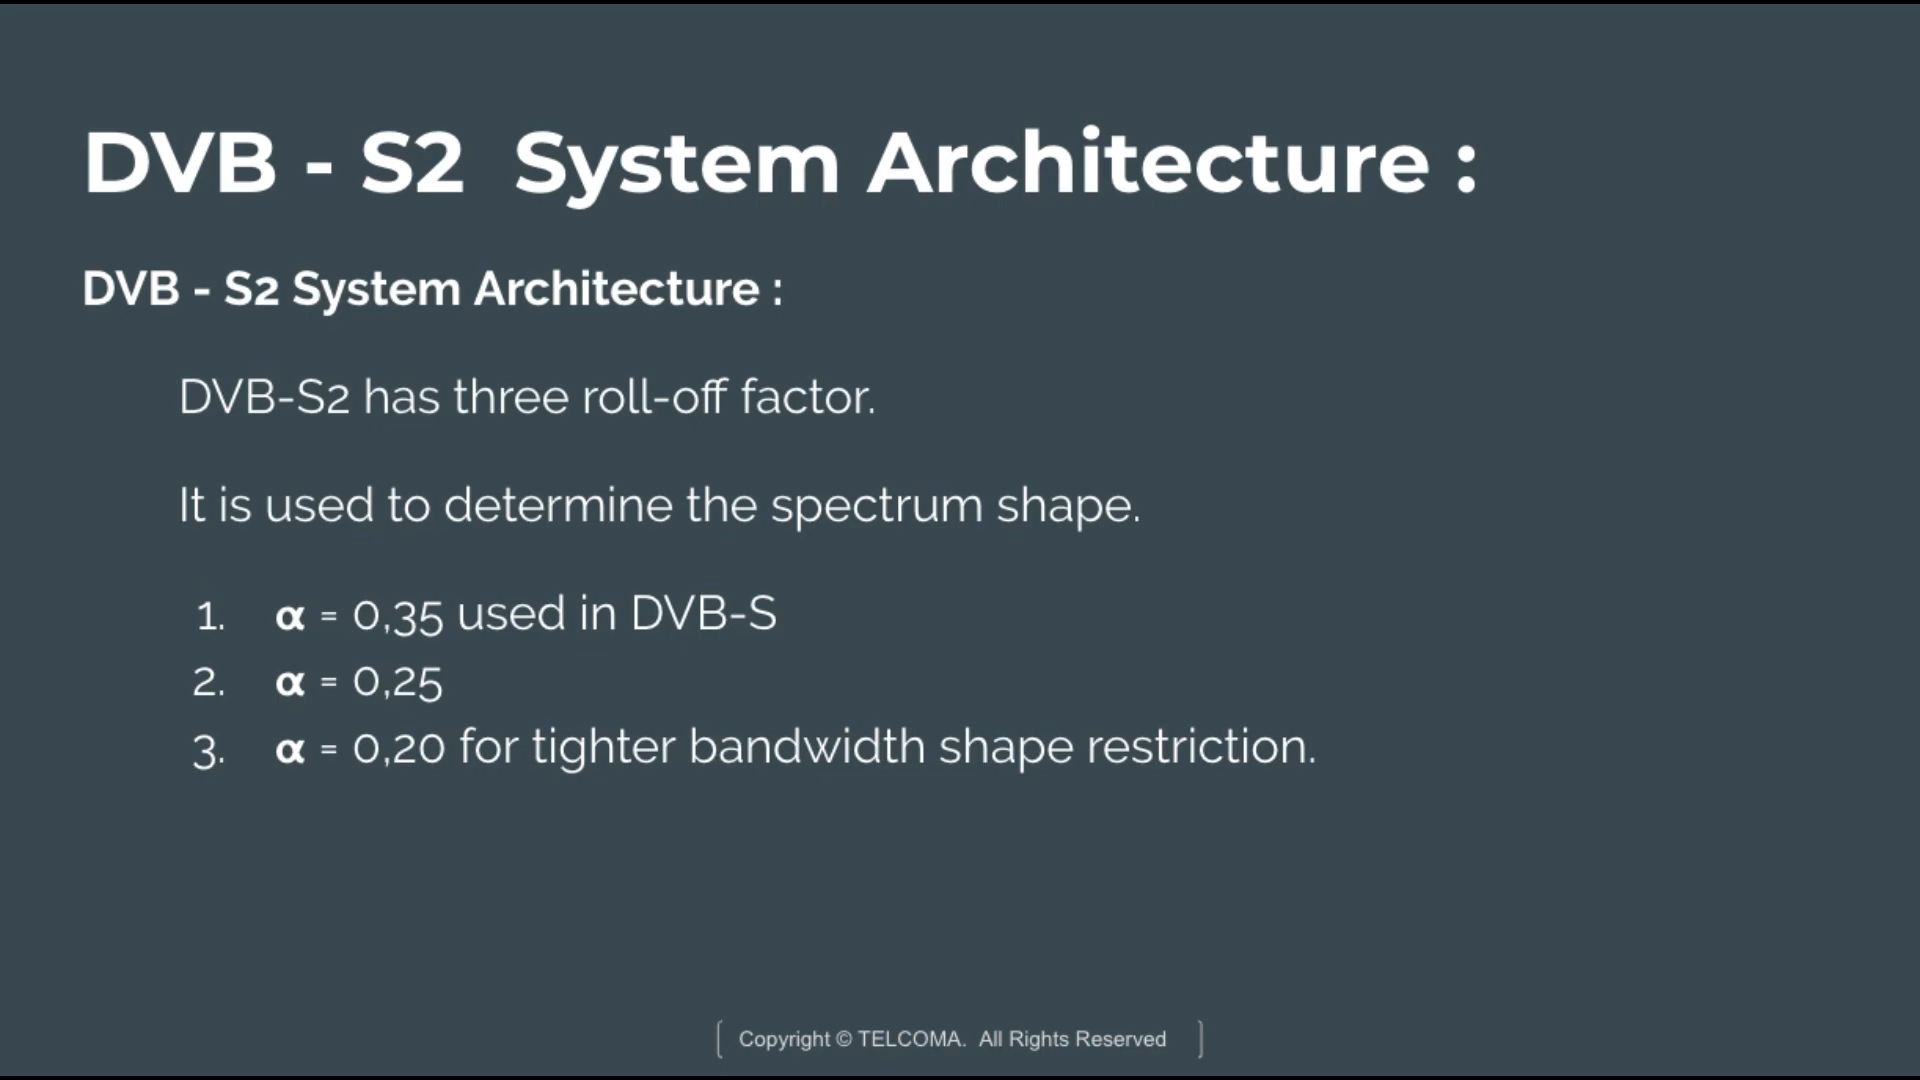 DVB - S2 System Architecture :
DVB - S2 System Architecture :
DVB-S2 has three roll-off factor.
It is used to determine the spectrum shape.
1. α = 0,35 used in DVB-S
2. α = 0,25
3. α = 0,20 for tighter bandwidth shape restriction.
[ Copyright © TELCOMA. All Rights Reserved ]